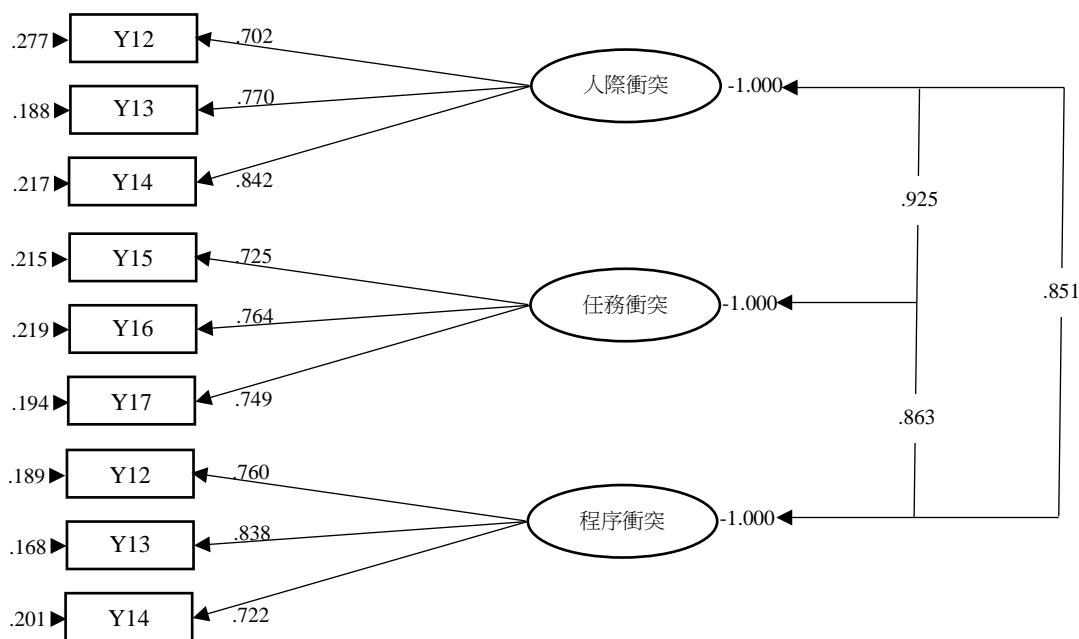 .277 Y12 .702
.188 Y13 .770
.217 Y14 .842
人際衝突 -1.000
.215 Y15 .725
.219 Y16 .764
.194 Y17 .749
任務衝突 -1.000
.189 Y12 .760
.168 Y13 .838
.201 Y14 .722
程序衝突 -1.000
.925
.851
.863